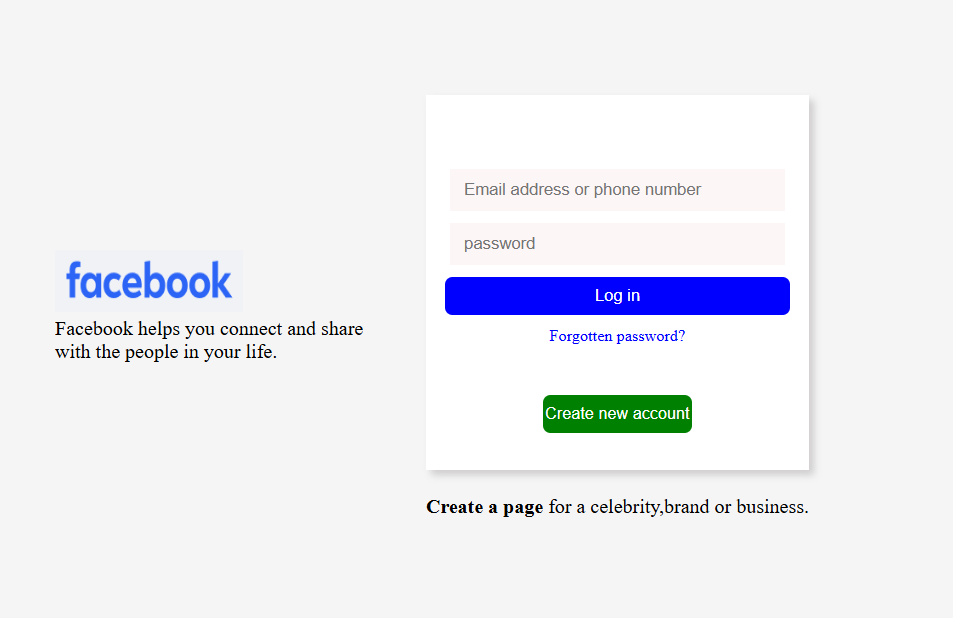 facebook
Facebook helps you connect and share
with the people in your life.
Email address or phone number
password
Log in
Forgotten password?
Create new account
Create a page for a celebrity,brand or business.